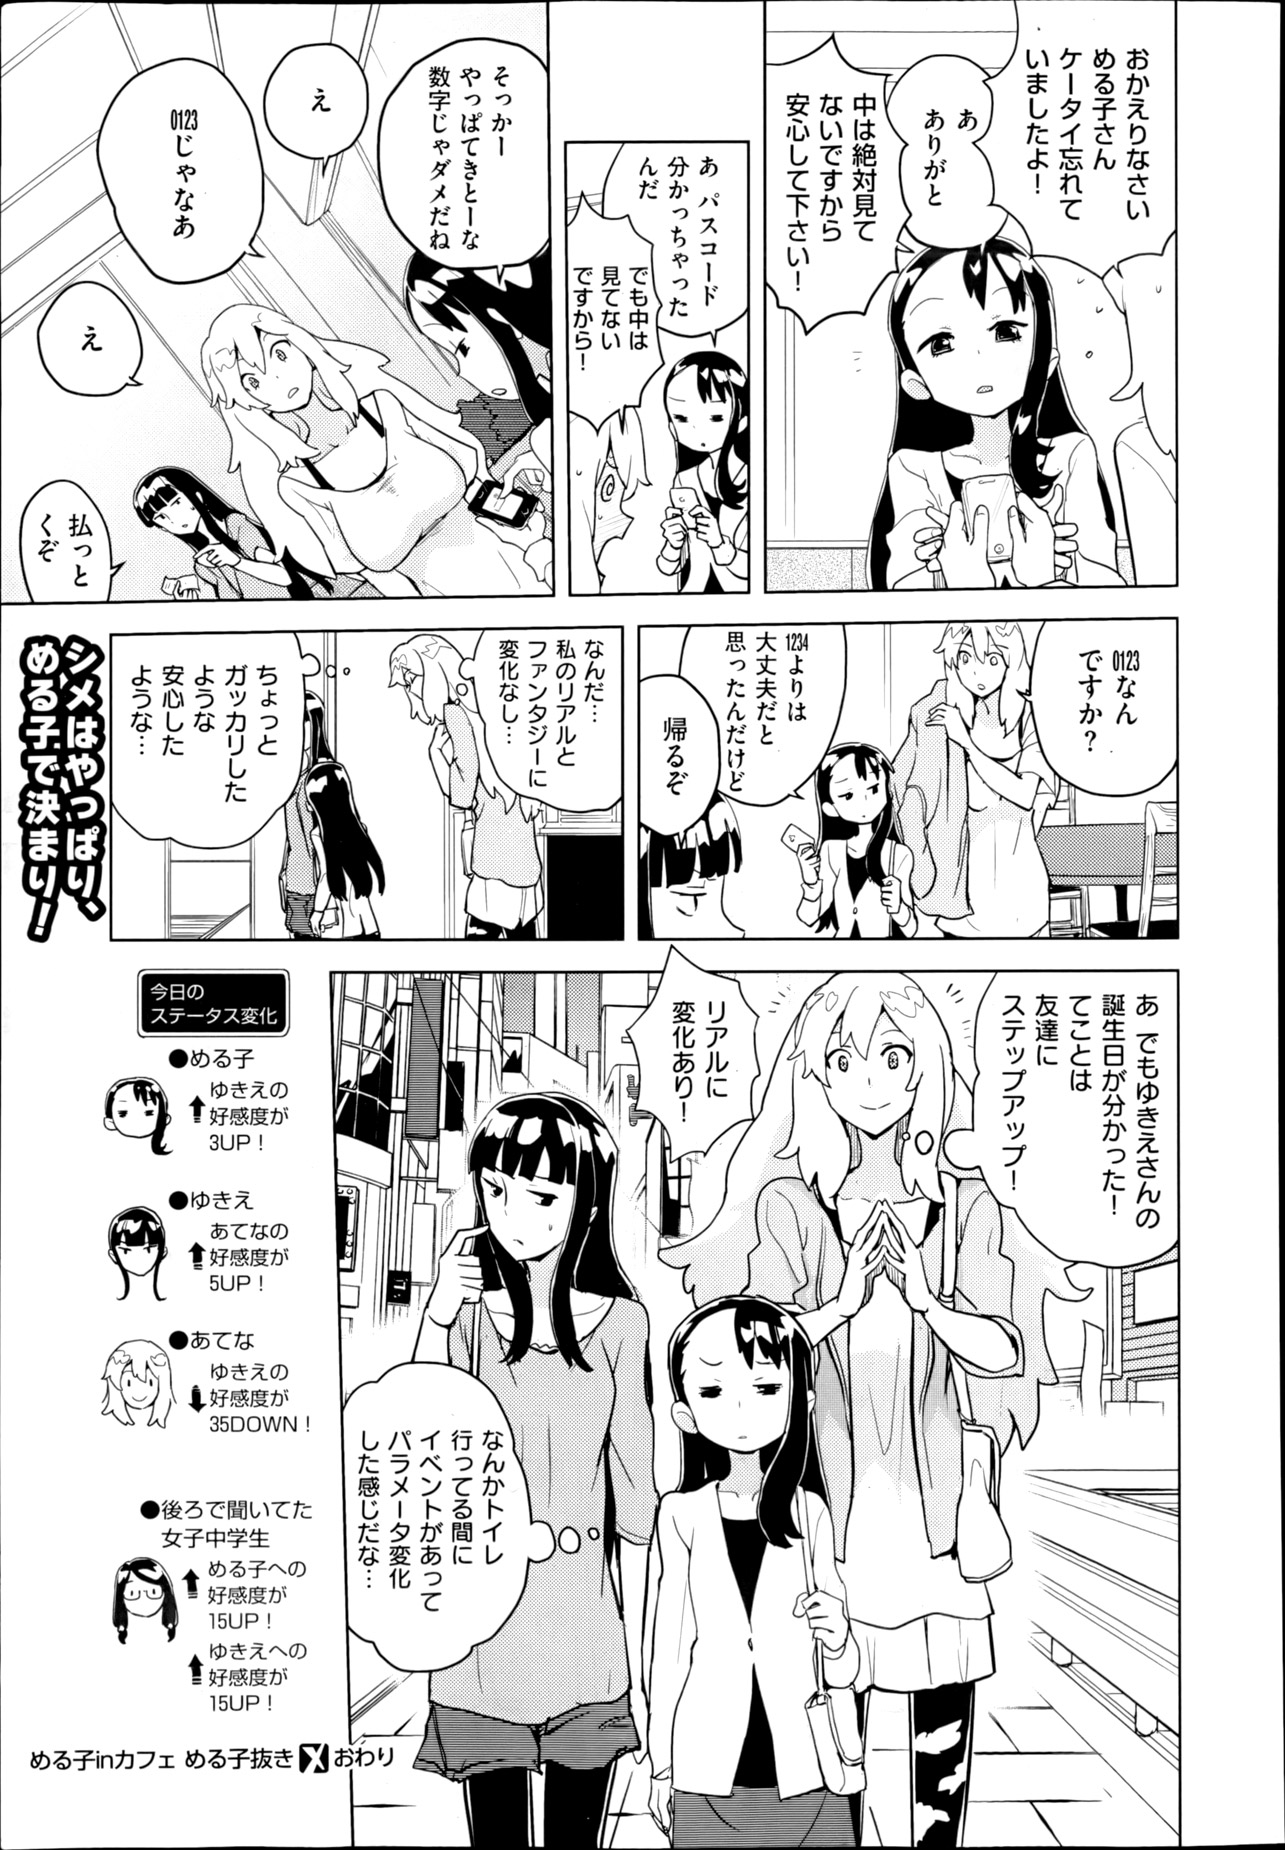 おかえりなさい
める子さん
ケータイ忘れて
いましたよ！
あ
ありがと
中は絶対見て
ないですから
安心して下さい！
あ パスコード
分かっちゃった
んだ
でも中は
見てない
ですから！
そっかー
やっぱてきとーな
数字じゃダメだね
え
0123じゃなあ
え
払っと
くぞ
0123なん
ですか？
1234よりは
大丈夫だと
思ったんだけど
帰るぞ
なんだ…
私のリアルと
ファンタジーに
変化なし…
ちょっと
ガッカリした
ような
安心した
ような…
シメはやっぱり、
める子で決まり！
あ でもゆきえさんの
誕生日が分かった！
てことは
友達に
ステップアップ！
リアルに
変化あり！
なんかトイレ
行ってる間に
イベントがあって
パラメータ変化
した感じだな…
今日の
ステータス変化
●める子
ゆきえの
好感度が
3UP！
●ゆきえ
あてなの
好感度が
5UP！
●あてな
ゆきえの
好感度が
35DOWN！
●後ろで聞いてた
女子中学生
める子への
好感度が
15UP！
ゆきえへの
好感度が
15UP！
める子inカフェ める子抜き X おわり